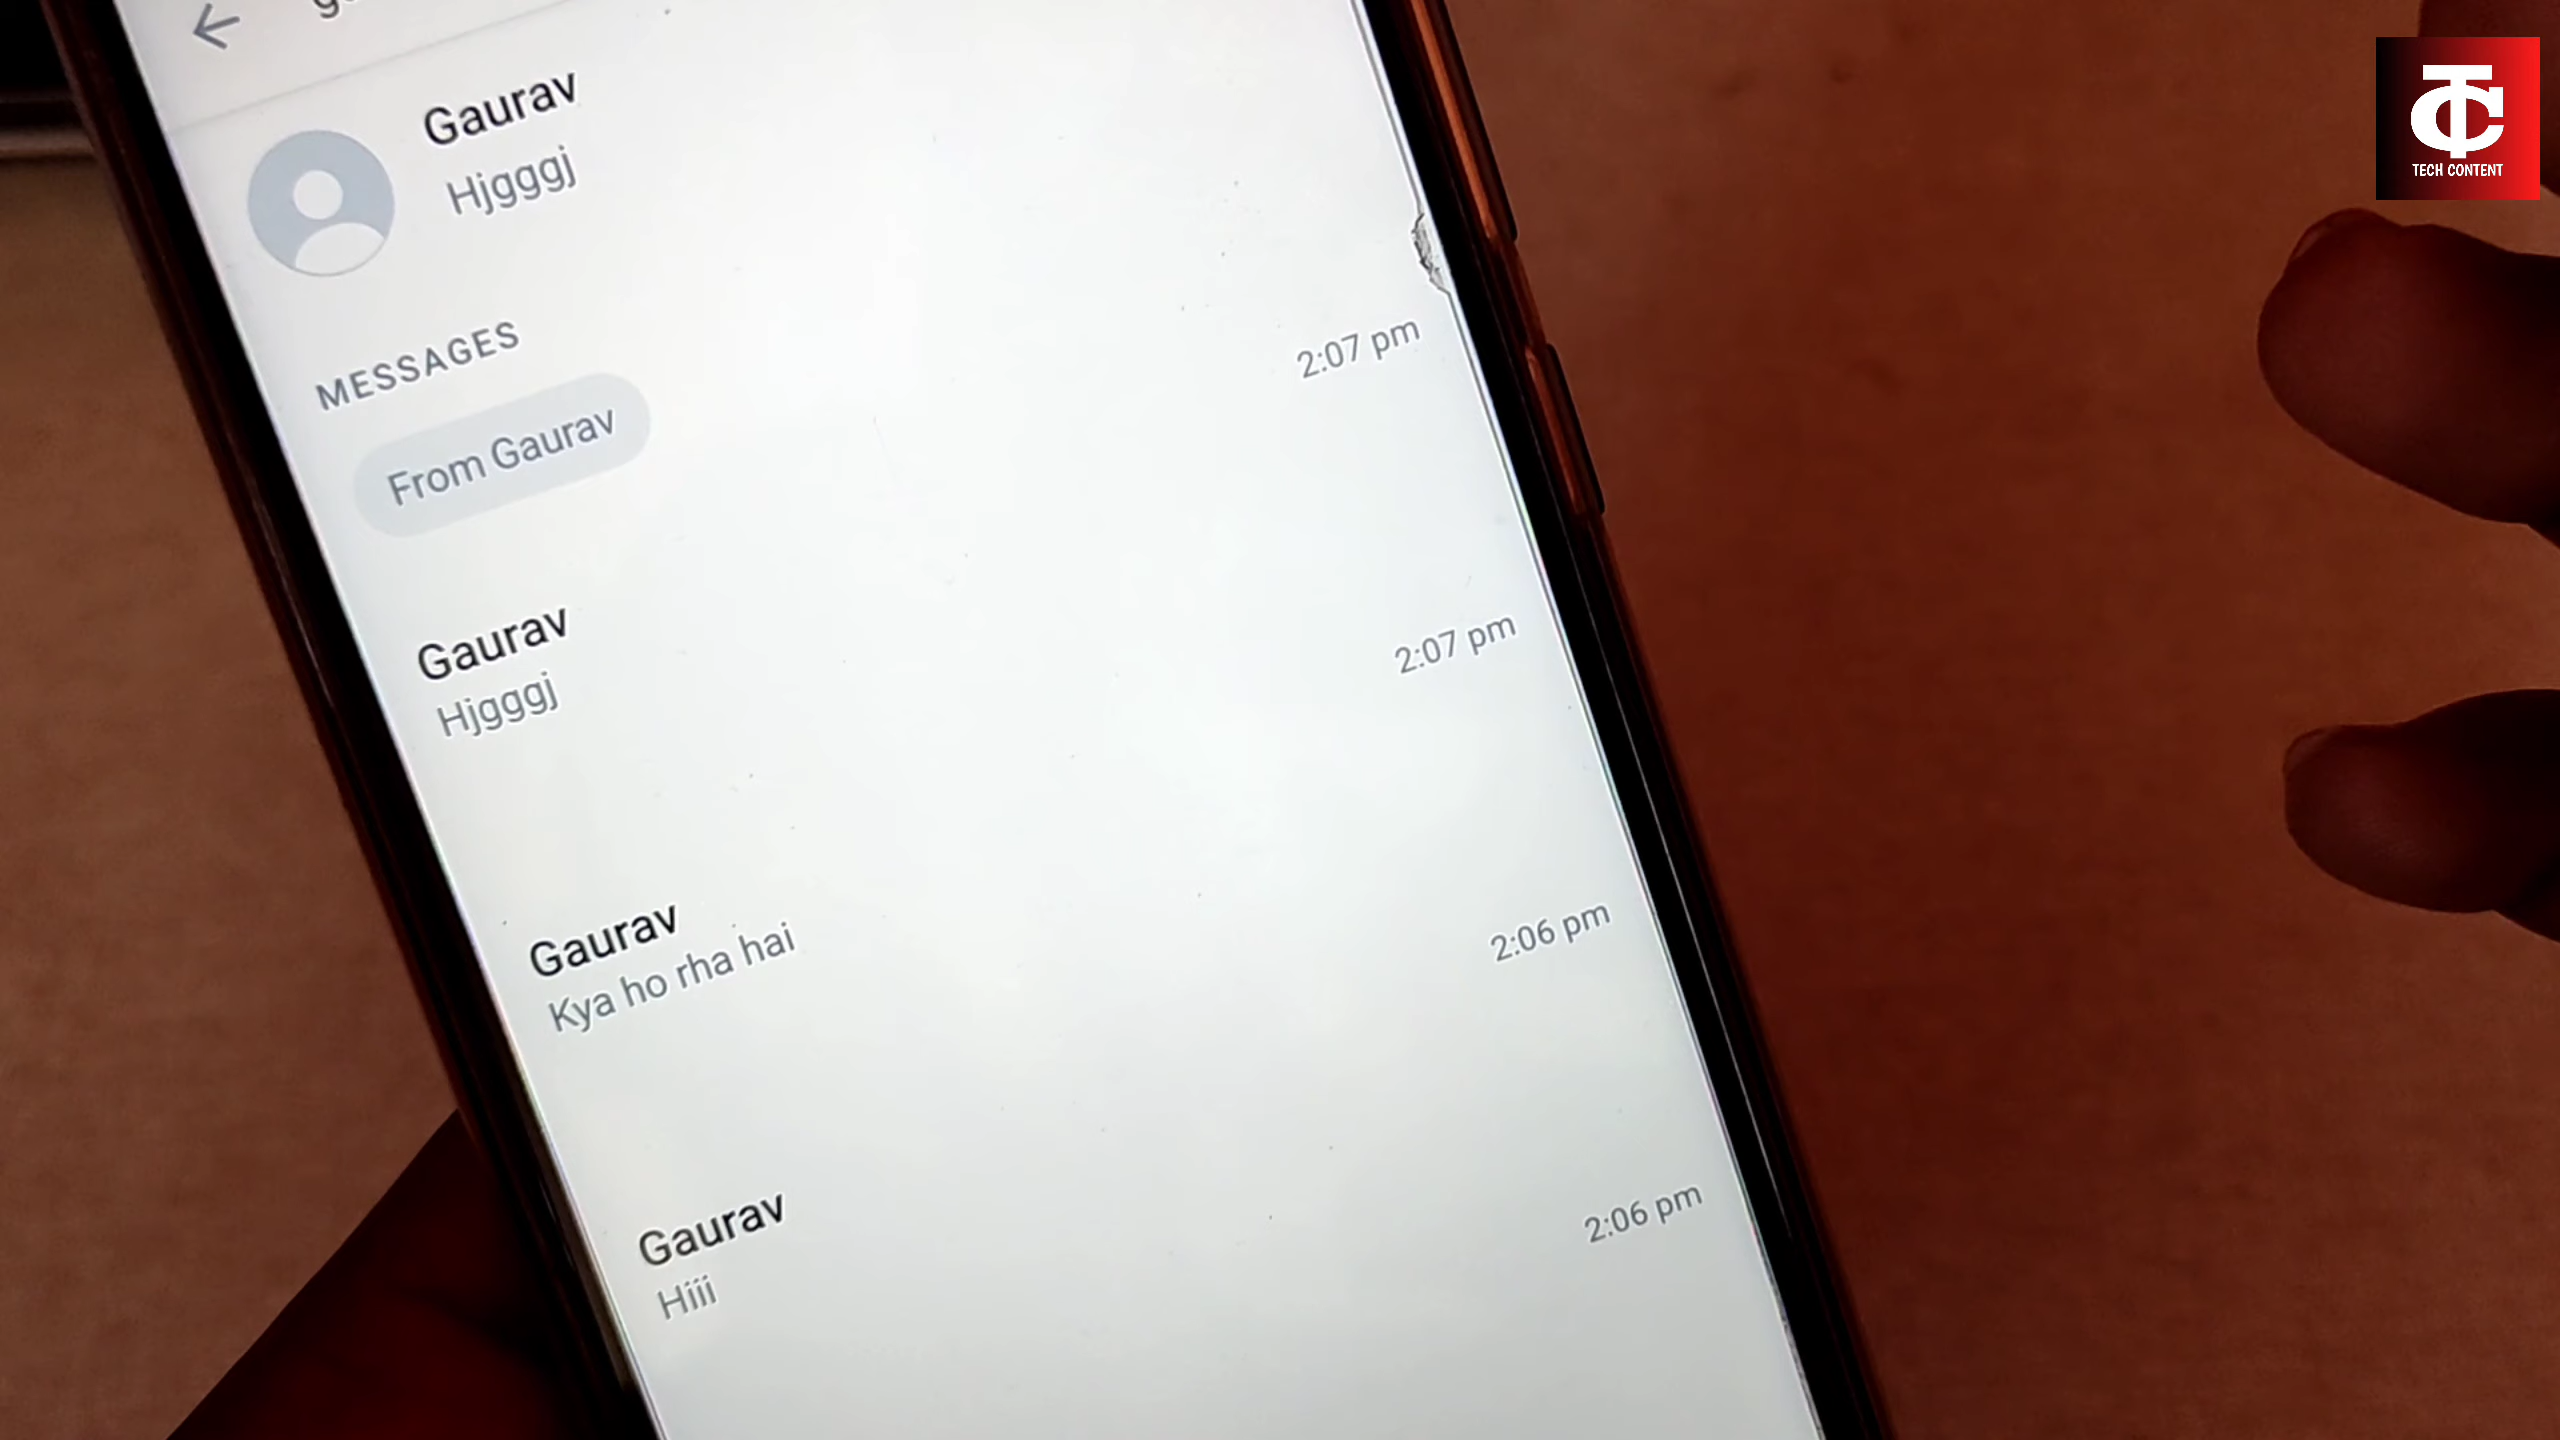 Gaurav
Hjgggj
2:07 pm
MESSAGES
From Gaurav
Gaurav
2:07 pm
Hjgggj
Gaurav
2:06 pm
Kya ho rha hai
Gaurav
2:06 pm
Hiii
TC
TECH CONTENT